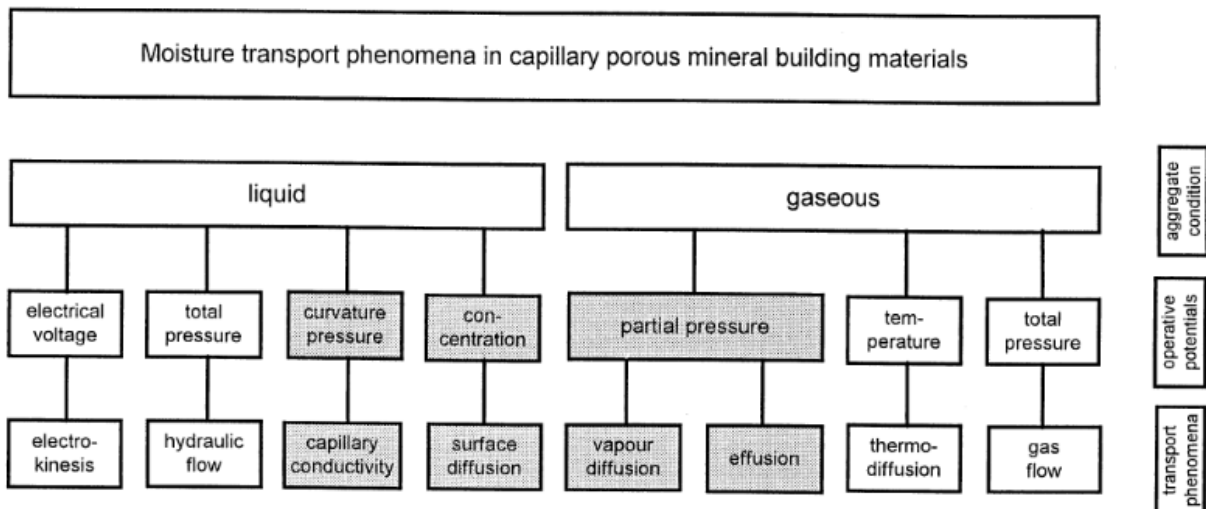 Moisture transport phenomena in capillary porous mineral building materials
liquid
gaseous
aggregate
condition
electrical
voltage
total
pressure
curvature
pressure
con-
centration
partial pressure
tem-
perature
total
pressure
operative
potentials
electro-
kinesis
hydraulic
flow
capillary
conductivity
surface
diffusion
vapour
diffusion
effusion
thermo-
diffusion
gas
flow
transport
phenomena